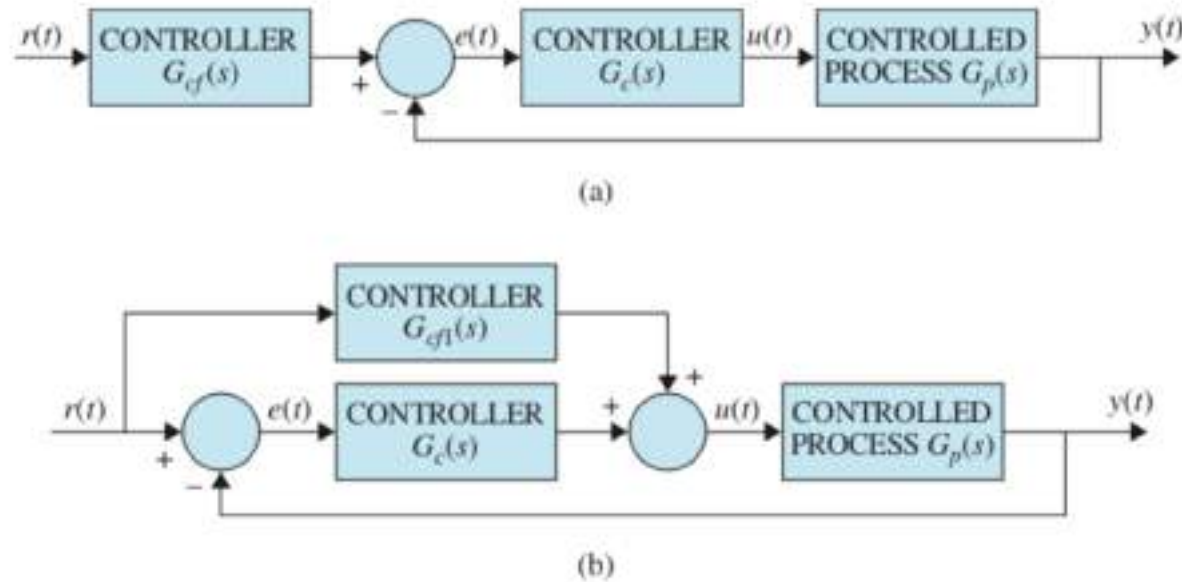 r(t)
CONTROLLER
G_cf(s)
+
−
e(t)
CONTROLLER
G_c(s)
u(t)
CONTROLLED
PROCESS G_p(s)
y(t)
(a)
CONTROLLER
G_cf1(s)
r(t)
+
−
e(t)
CONTROLLER
G_c(s)
+
+
u(t)
CONTROLLED
PROCESS G_p(s)
y(t)
(b)